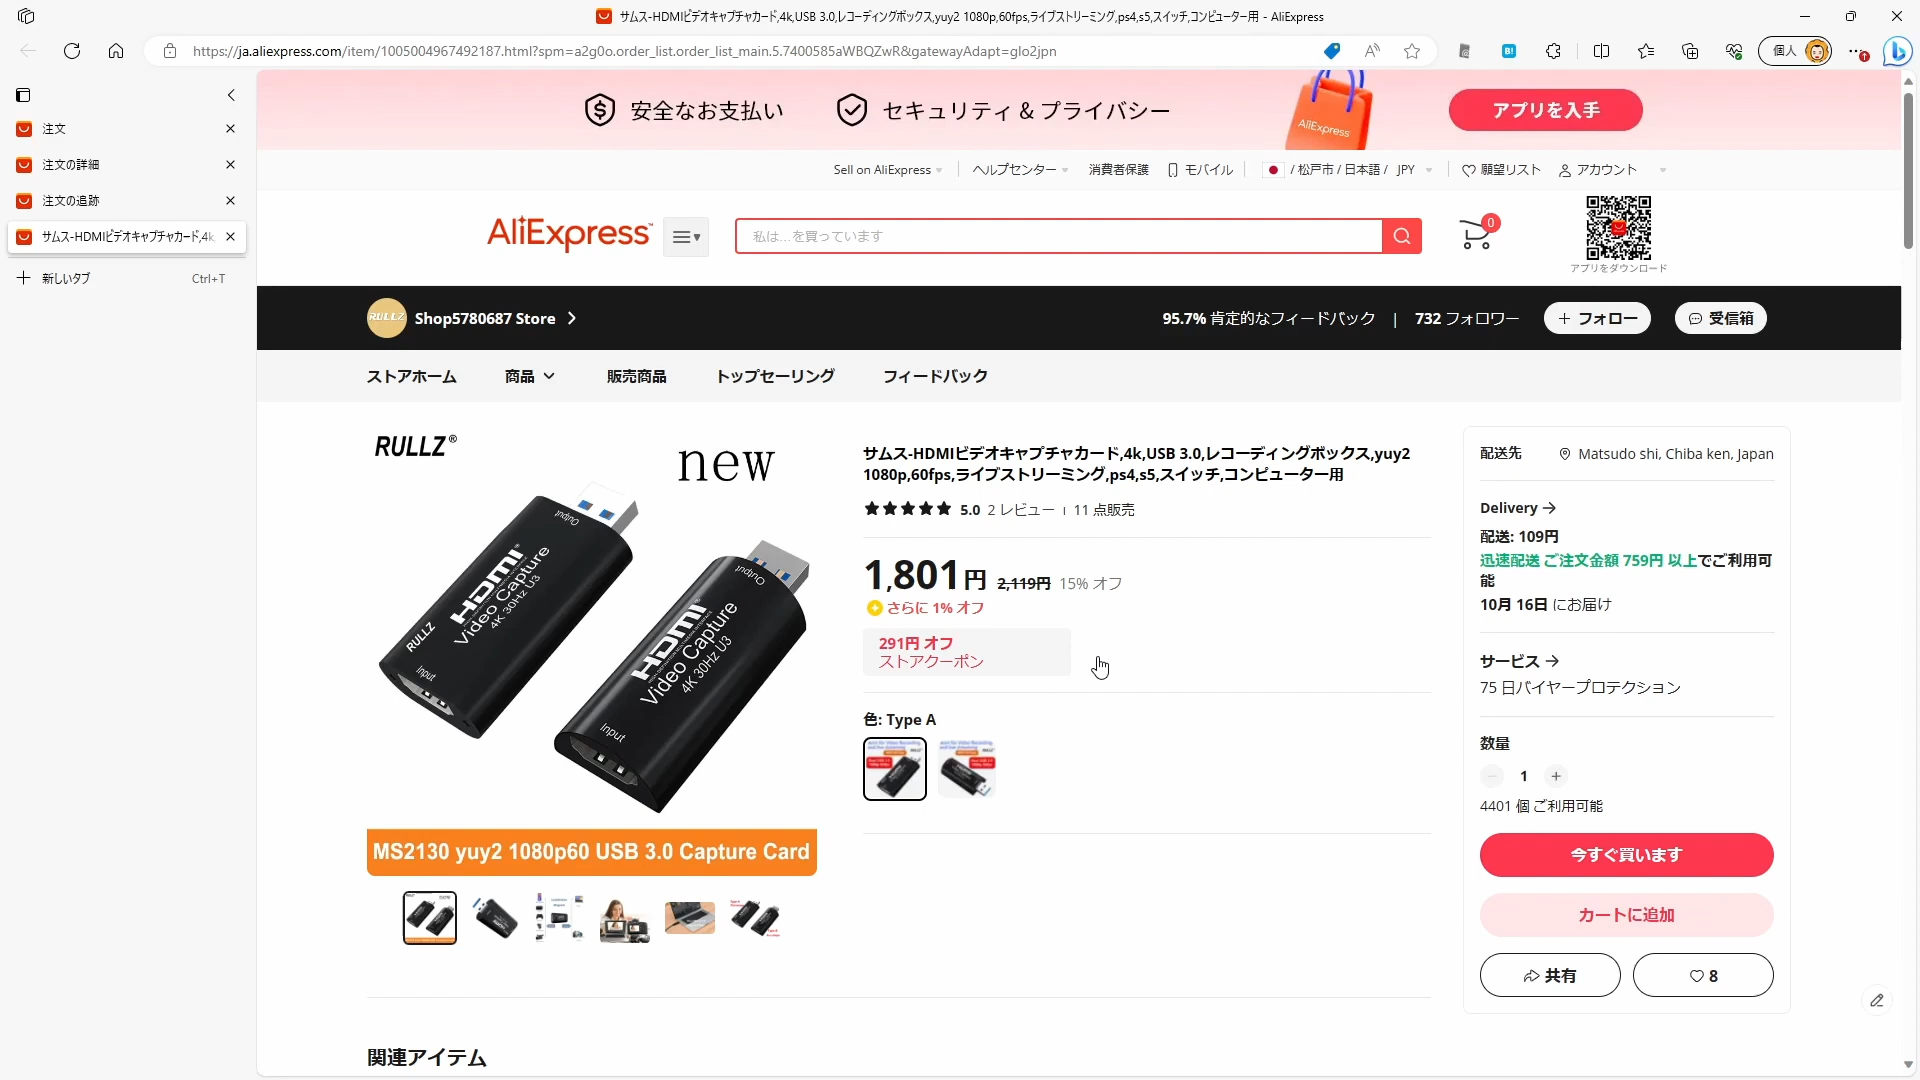 サムス-HDMIビデオキャプチャカード,4k,USB 3.0,レコーディングボックス,yuy2 1080p,60fps,ライブストリーミング,ps4,s5,スイッチ,コンピューター用 - AliExpress
https://ja.aliexpress.com/item/1005004967492187.html?spm=a2g0o.order_list.order_list_main.5.7400585aWBQZwR&gatewayAdapt=glo2jpn
個人
注文
注文の詳細
注文の追跡
サムス-HDMIビデオキャプチャカード,4k
新しいタブ Ctrl+T
安全なお支払い
セキュリティ & プライバシー
AliExpress
アプリを入手
Sell on AliExpress
ヘルプセンター
消費者保護
モバイル
/ 松戸市 / 日本語 / JPY
願望リスト
アカウント
AliExpress
私は...を買っています
0
アプリをダウンロード
RULLZ
Shop5780687 Store
95.7% 肯定的なフィードバック | 732 フォロワー
+ フォロー
受信箱
ストアホーム
商品
販売商品
トップセーリング
フィードバック
RULLZ®
new
Output
HDMI
Video Capture
4K 30Hz U3
RULLZ
Input
Output
HDMI
Video Capture
4K 30Hz U3
Input
MS2130 yuy2 1080p60 USB 3.0 Capture Card
サムス-HDMIビデオキャプチャカード,4k,USB 3.0,レコーディングボックス,yuy2
1080p,60fps,ライブストリーミング,ps4,s5,スイッチ,コンピューター用
5.0 2 レビュー 11 点販売
1,801円 2,119円 15% オフ
さらに 1% オフ
291円 オフ
ストアクーポン
色: Type A
配送先
Matsudo shi, Chiba ken, Japan
Delivery
配送: 109円
迅速配送 ご注文金額 759円 以上でご利用可
能
10月 16日 にお届け
サービス
75 日バイヤープロテクション
数量
1
4401 個 ご利用可能
今すぐ買います
カートに追加
共有
8
関連アイテム